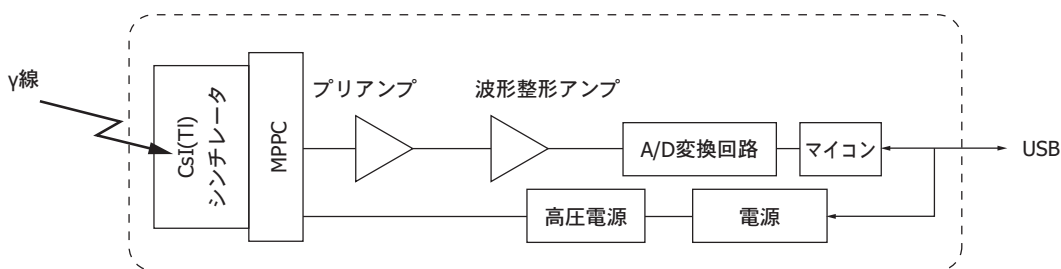 γ線
CsI(Tl)
シンチレータ
MPPC
プリアンプ
波形整形アンプ
A/D変換回路
マイコン
USB
高圧電源
電源